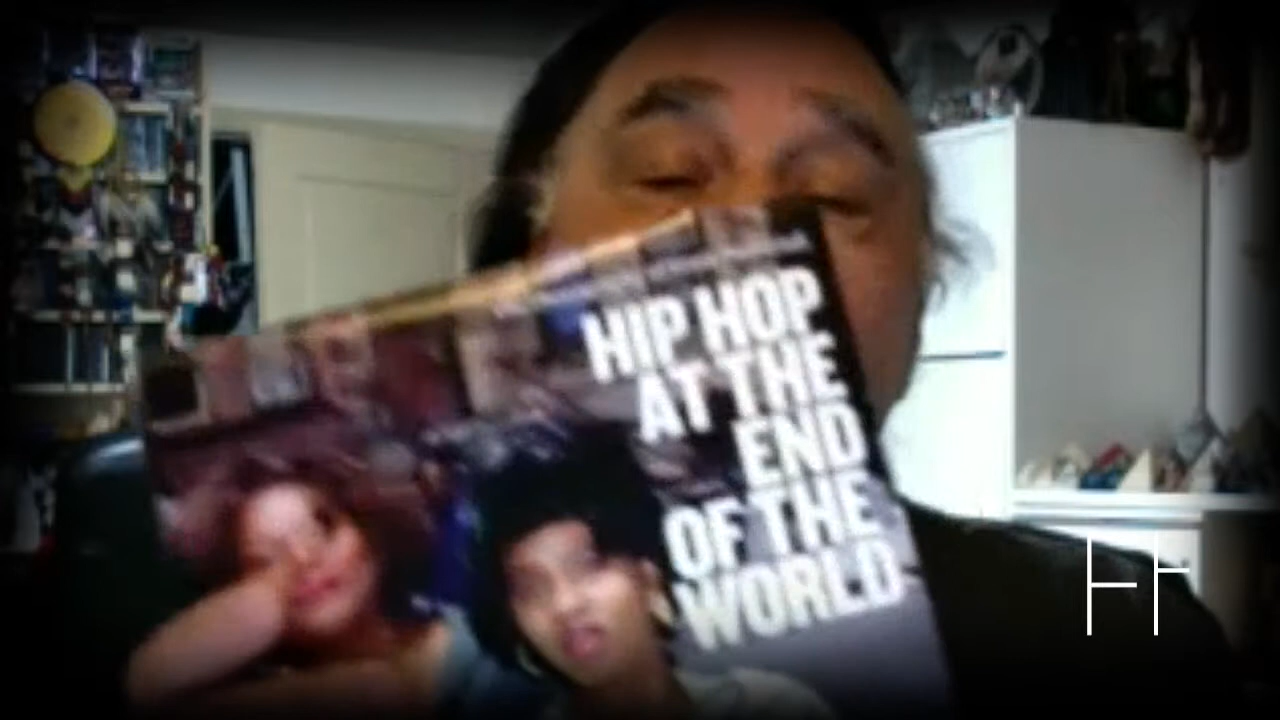 HIP HOP
AT THE
END
OF THE
WORLD